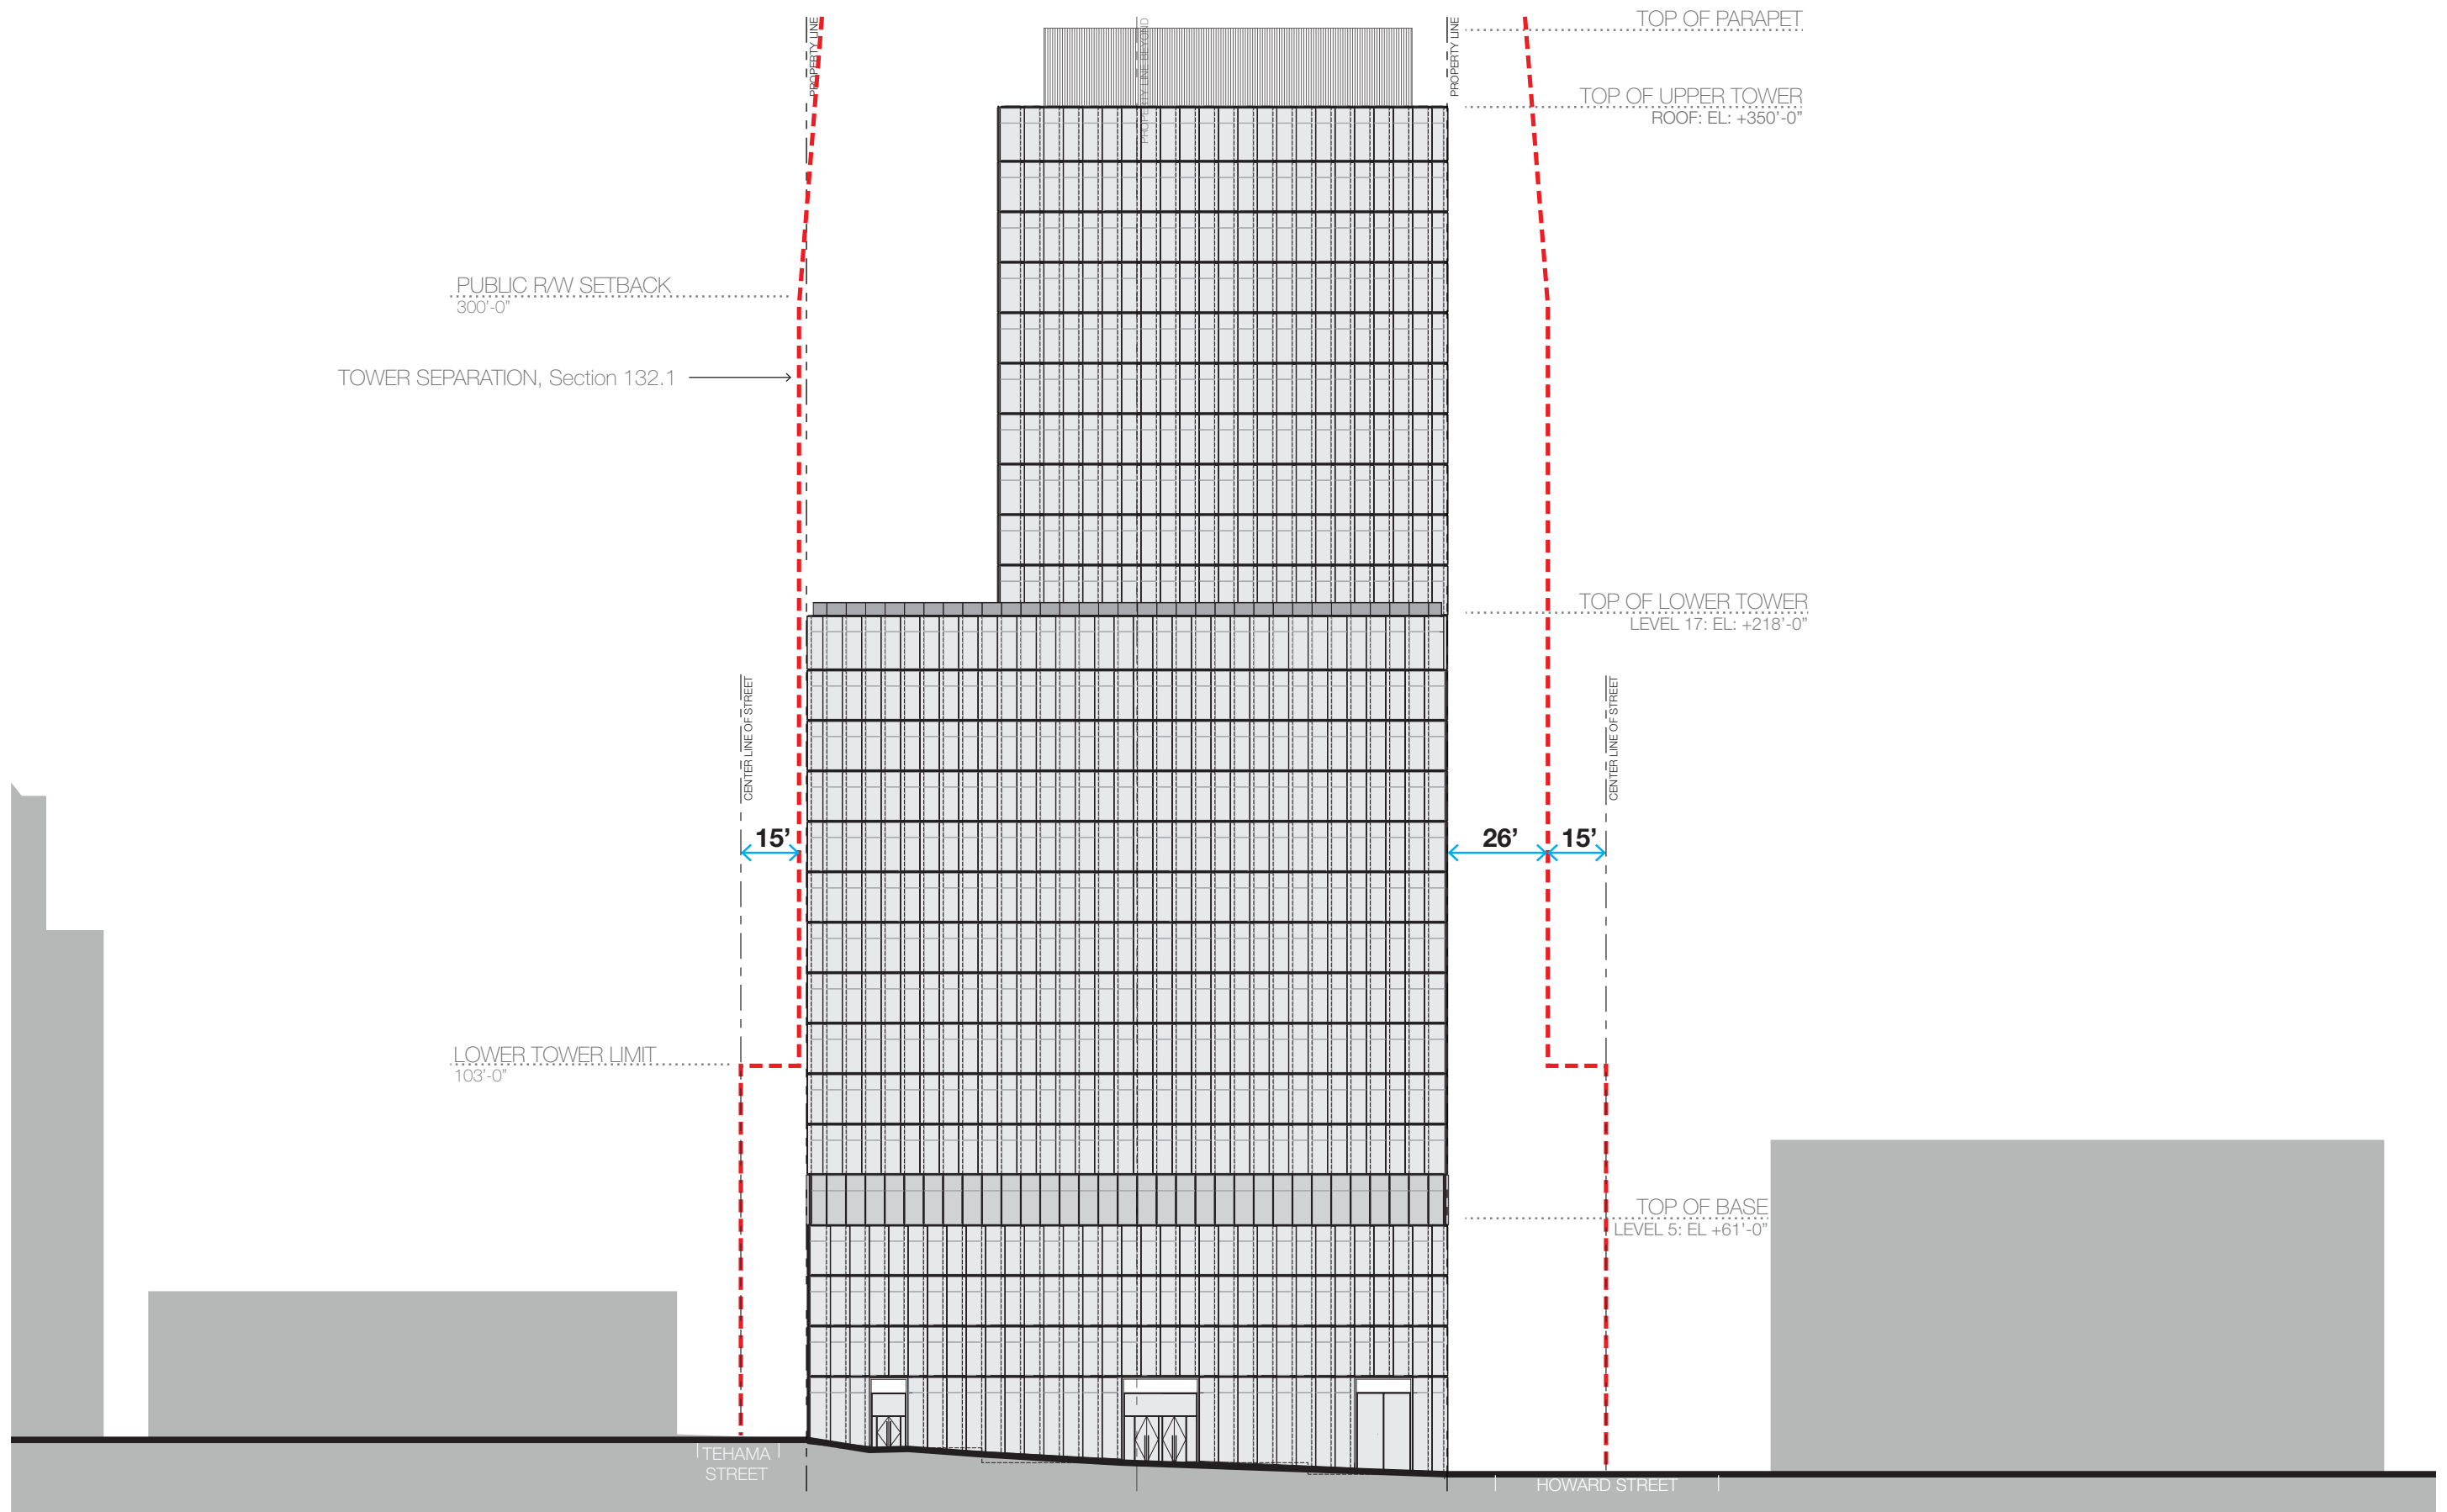 TOP OF PARAPET
PROPERTY LINE
PROPERTY LINE BEYOND
PROPERTY LINE
TOP OF UPPER TOWER
ROOF: EL: +350'-0"
PUBLIC R/W SETBACK
300'-0"
TOWER SEPARATION, Section 132.1
TOP OF LOWER TOWER
LEVEL 17: EL: +218'-0"
CENTER LINE OF STREET
CENTER LINE OF STREET
15'
26'
15'
LOWER TOWER LIMIT
103'-0"
TOP OF BASE
LEVEL 5: EL +61'-0"
TEHAMA
STREET
HOWARD STREET